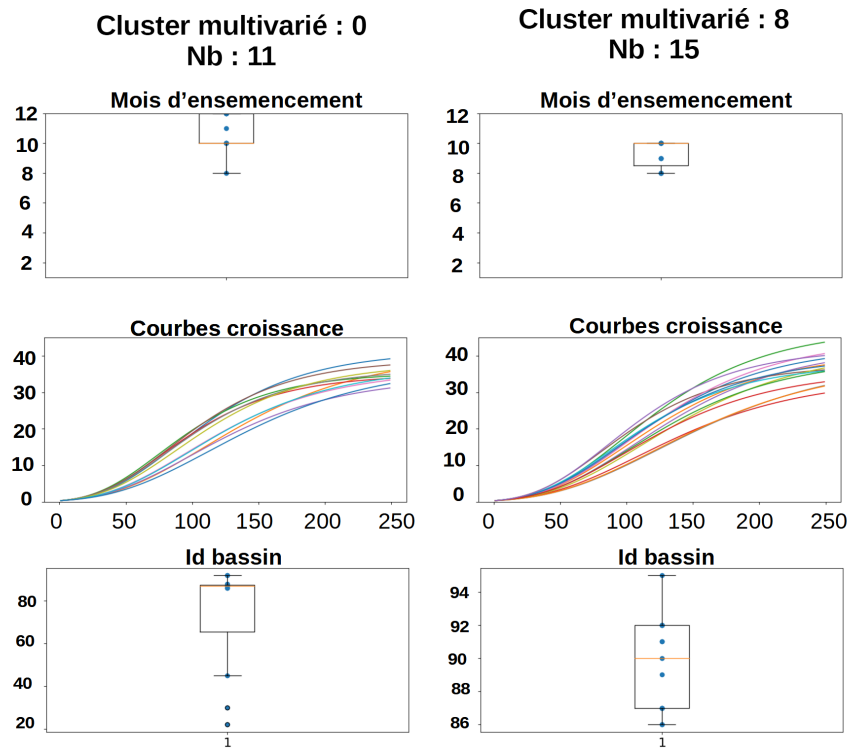 Cluster multivarié : 0
Nb : 11
Cluster multivarié : 8
Nb : 15
Mois d'ensemencement
12
10
8
6
4
2
Mois d'ensemencement
12
10
8
6
4
2
Courbes croissance
40
30
20
10
0
0 50 100 150 200 250
Courbes croissance
40
30
20
10
0
0 50 100 150 200 250
Id bassin
80
60
40
20
1
Id bassin
94
92
90
88
86
1